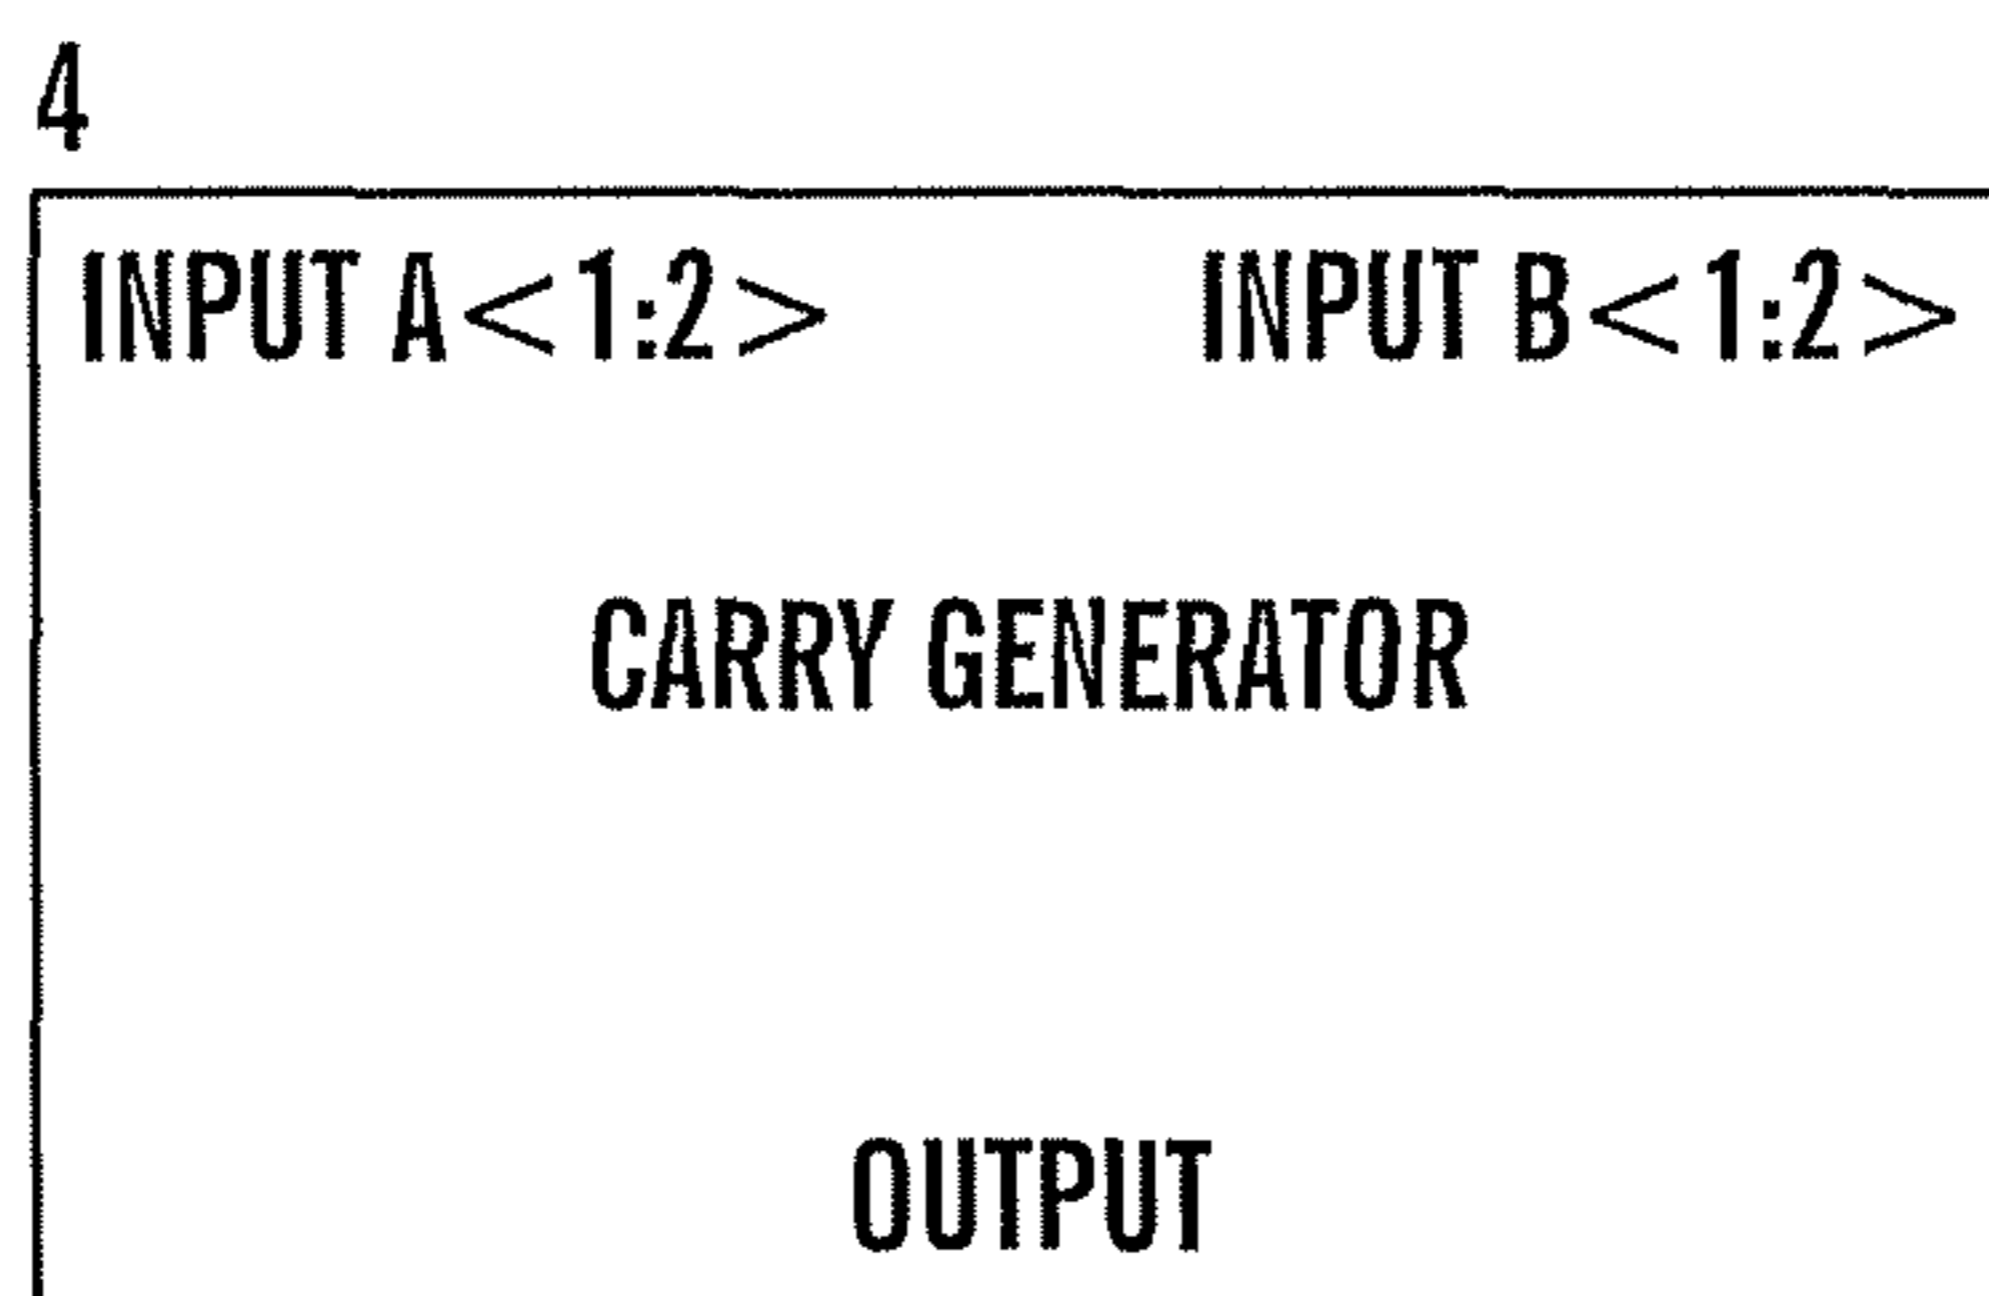 4
INPUT A<1:2> INPUT B<1:2>
CARRY GENERATOR
OUTPUT